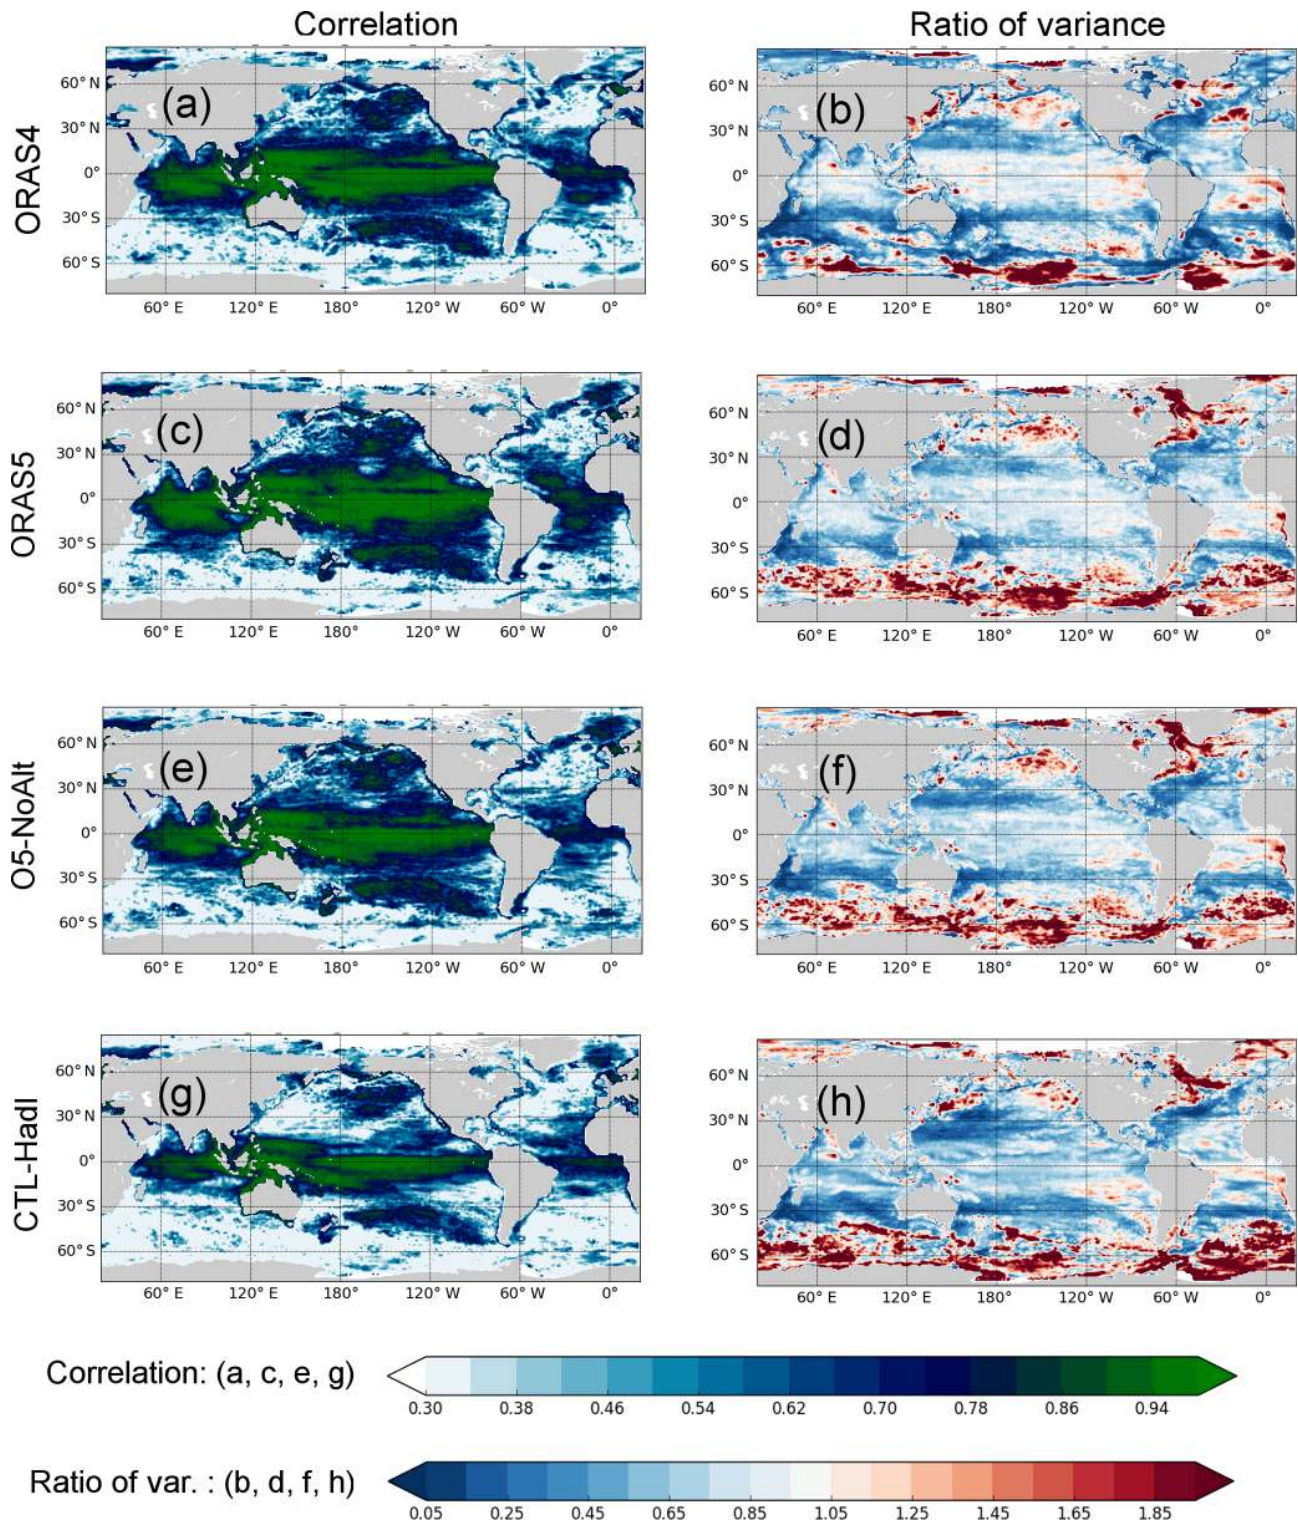 Correlation
Ratio of variance
ORAS4
(a)
60° N
30° N
0°
30° S
60° S
60° E 120° E 180° 120° W 60° W 0°
(b)
60° N
30° N
0°
30° S
60° S
60° E 120° E 180° 120° W 60° W 0°
ORAS5
(c)
60° N
30° N
0°
30° S
60° S
60° E 120° E 180° 120° W 60° W 0°
(d)
60° N
30° N
0°
30° S
60° S
60° E 120° E 180° 120° W 60° W 0°
O5-NoAlt
(e)
60° N
30° N
0°
30° S
60° S
60° E 120° E 180° 120° W 60° W 0°
(f)
60° N
30° N
0°
30° S
60° S
60° E 120° E 180° 120° W 60° W 0°
CTL-HadI
(g)
60° N
30° N
0°
30° S
60° S
60° E 120° E 180° 120° W 60° W 0°
(h)
60° N
30° N
0°
30° S
60° S
60° E 120° E 180° 120° W 60° W 0°
Correlation: (a, c, e, g)
0.30 0.38 0.46 0.54 0.62 0.70 0.78 0.86 0.94
Ratio of var. : (b, d, f, h)
0.05 0.25 0.45 0.65 0.85 1.05 1.25 1.45 1.65 1.85